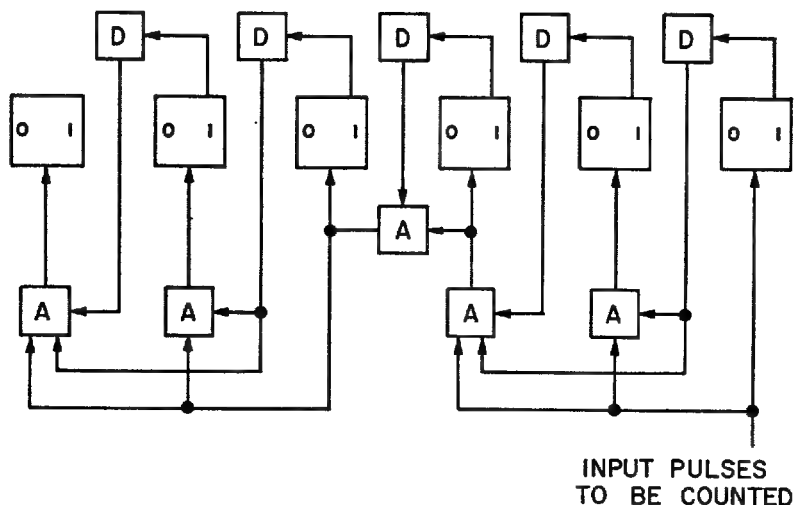 D D D D D
0 1 0 1 0 1 0 1 0 1 0 1
A
A A A A
INPUT PULSES
TO BE COUNTED